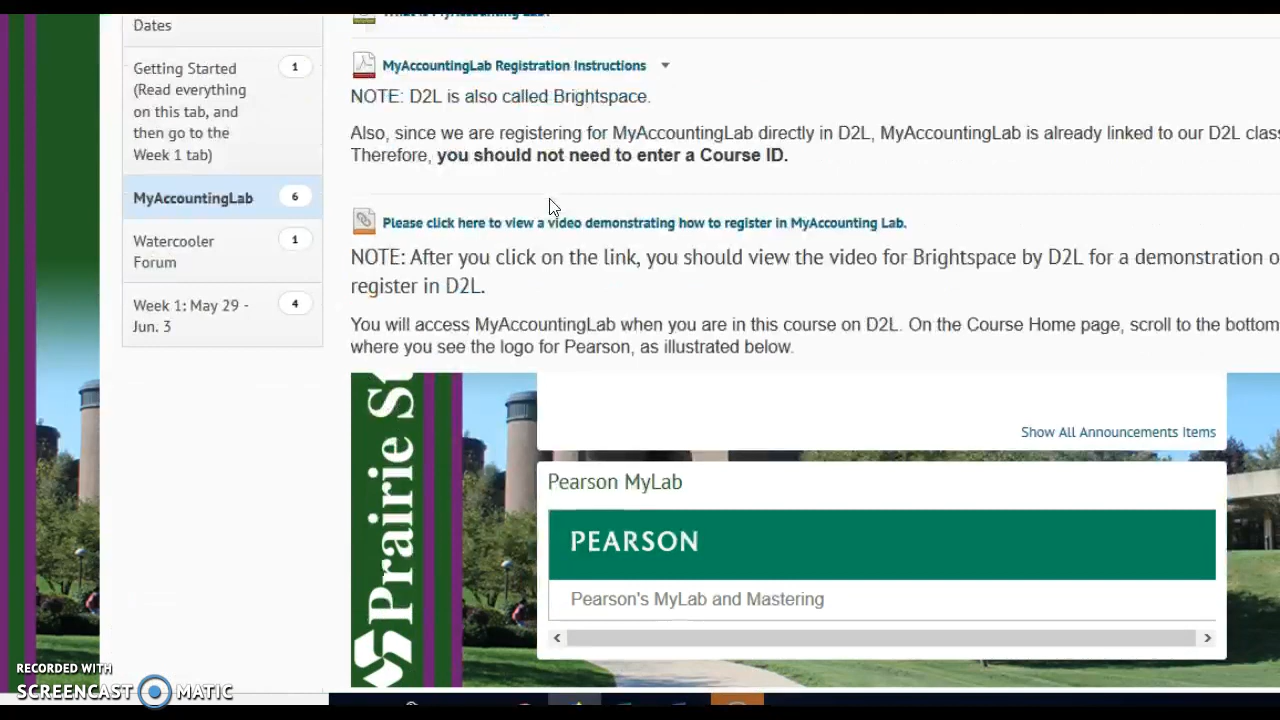 Dates
Getting Started
(Read everything
on this tab, and
then go to the
Week 1 tab)
1
MyAccountingLab
6
Watercooler
Forum
1
Week 1: May 29 -
Jun. 3
4
What is MyAccounting Lab?
MyAccountingLab Registration Instructions
NOTE: D2L is also called Brightspace.
Also, since we are registering for MyAccountingLab directly in D2L, MyAccountingLab is already linked to our D2L clas
Therefore, you should not need to enter a Course ID.
Please click here to view a video demonstrating how to register in MyAccounting Lab.
NOTE: After you click on the link, you should view the video for Brightspace by D2L for a demonstration o
register in D2L.
You will access MyAccountingLab when you are in this course on D2L. On the Course Home page, scroll to the bottom
where you see the logo for Pearson, as illustrated below.
Prairie St
Show All Announcements Items
Pearson MyLab
PEARSON
Pearson's MyLab and Mastering
RECORDED WITH
SCREENCAST MATIC